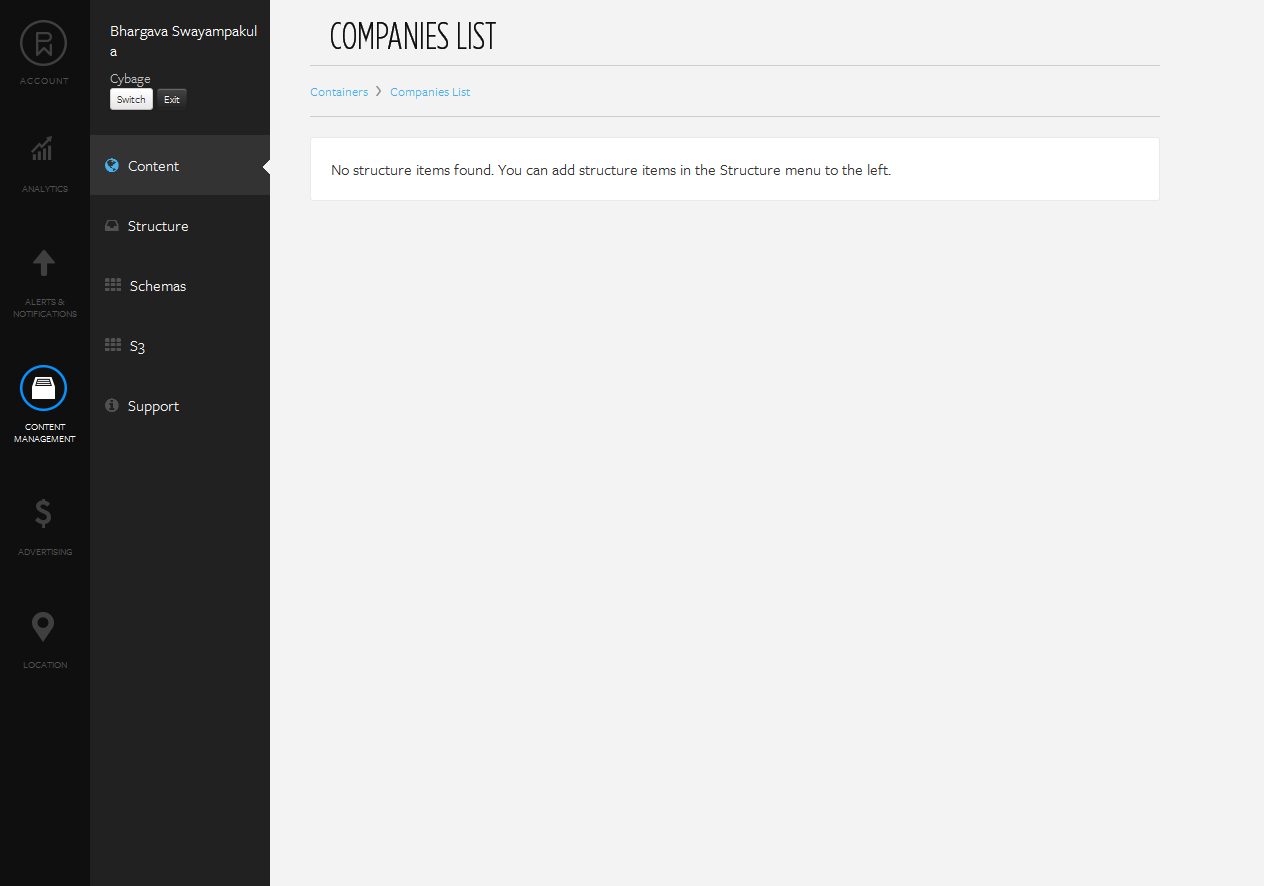 ACCOUNT
ANALYTICS
ALERTS &
NOTIFICATIONS
CONTENT
MANAGEMENT
ADVERTISING
LOCATION
Bhargava Swayampakul
a
Cybage
Switch Exit
Content
Structure
Schemas
S3
Support
COMPANIES LIST
Containers > Companies List
No structure items found. You can add structure items in the Structure menu to the left.